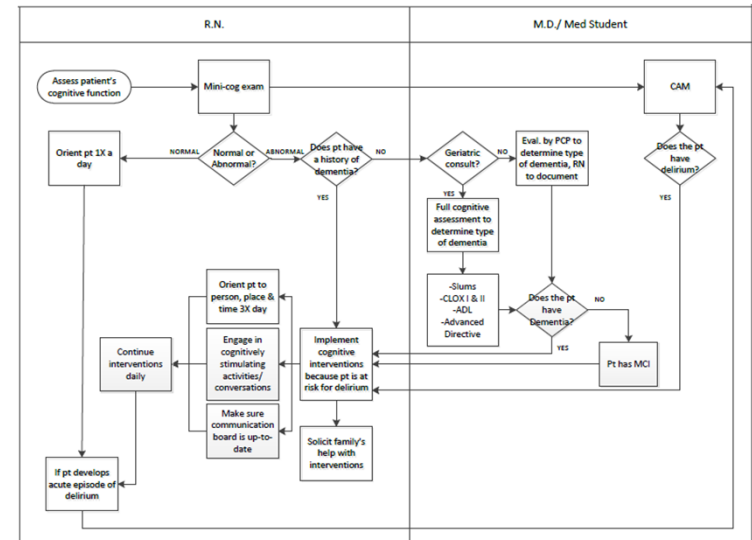 R.N.
M.D./ Med Student
Assess patient's
cognitive function
Mini-cog exam
CAM
Orient pt 1X a
day
NORMAL
Normal or
Abnormal?
ABNORMAL
Does pt have
a history of
dementia?
NO
YES
Geriatric
consult?
NO
YES
Eval. by PCP to
determine type
of dementia, RN
to document
Does the pt
have
delirium?
YES
Full cognitive
assessment to
determine type
of dementia
-Slums
-CLOX I & II
-ADL
-Advanced
Directive
Does the pt
have
Dementia?
NO
YES
Pt has MCI
Orient pt to
person, place &
time 3X day
Engage in
cognitively
stimulating
activities/
conversations
Make sure
communication
board is up-to-
date
Continue
interventions
daily
Implement
cognitive
interventions
because pt is at
risk for delirium
Solicit family's
help with
interventions
If pt develops
acute episode of
delirium